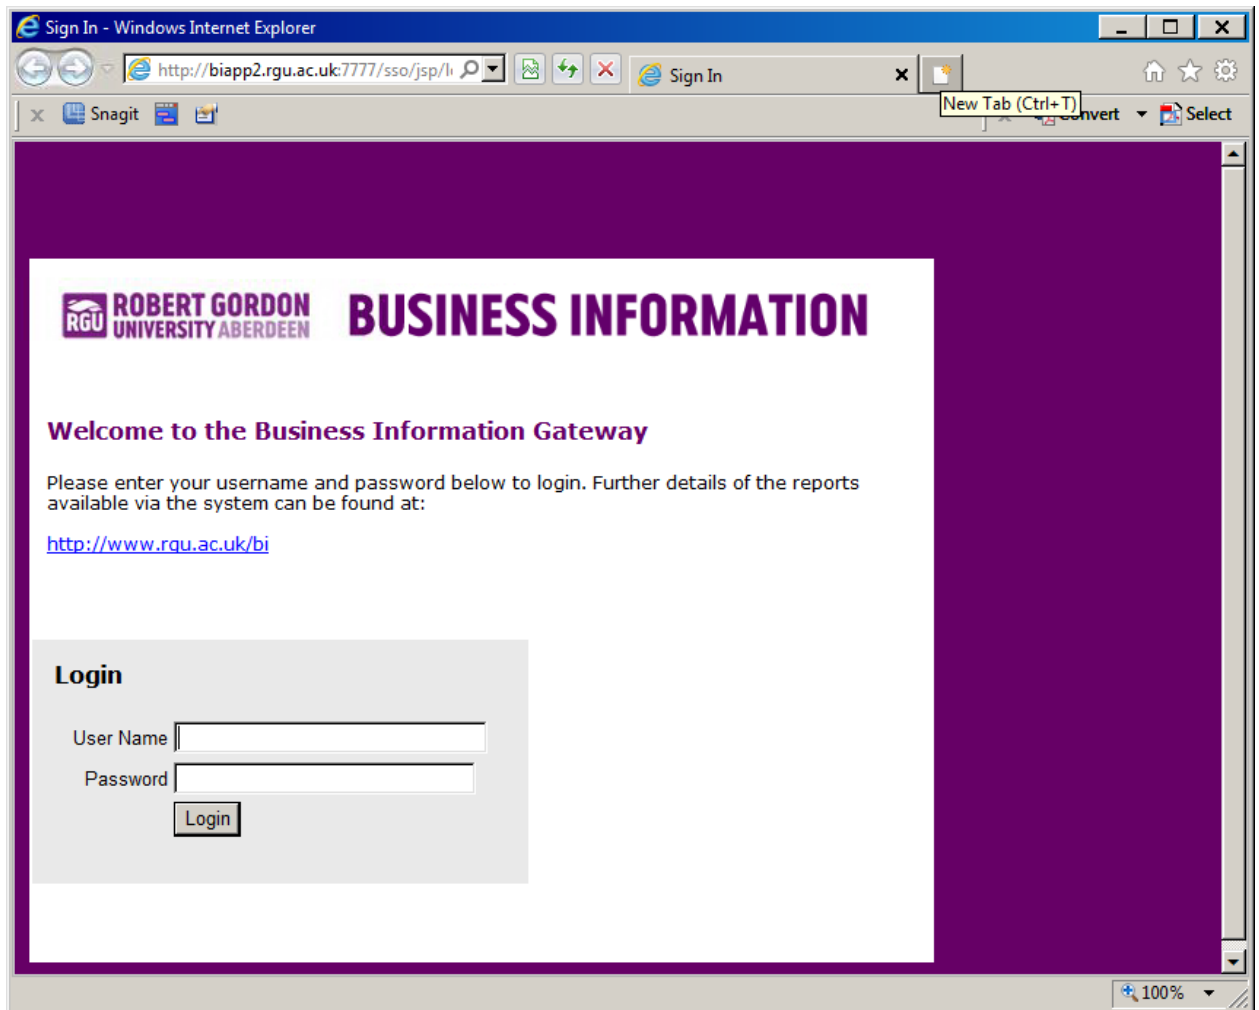 Sign In - Windows Internet Explorer
http://biapp2.rgu.ac.uk:7777/sso/jsp/l
Sign In
New Tab (Ctrl+T)
Snagit
Convert
Select
RGU
ROBERT GORDON
UNIVERSITY ABERDEEN
BUSINESS INFORMATION
Welcome to the Business Information Gateway
Please enter your username and password below to login. Further details of the reports
available via the system can be found at:
http://www.rgu.ac.uk/bi
Login
User Name
Password
Login
100%